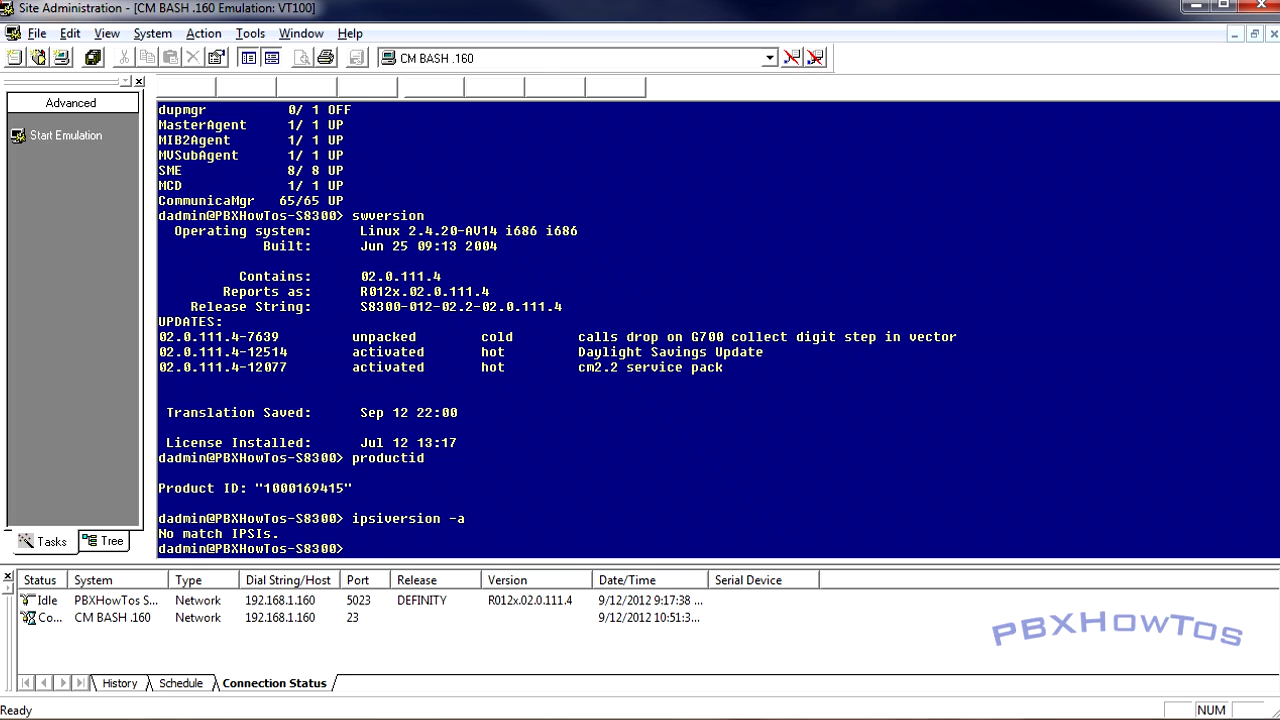 Site Administration - [CM BASH .160 Emulation: VT100]
File Edit View System Action Tools Window Help
CM BASH .160
Advanced
Start Emulation
dupmgr 0/ 1 OFF
MasterAgent 1/ 1 UP
MIB2Agent 1/ 1 UP
MVSubAgent 1/ 1 UP
SME 8/ 8 UP
MCD 1/ 1 UP
CommunicaMgr 65/65 UP
dadmin@PBXHowTos-S8300> swversion
Operating system: Linux 2.4.20-AV14 i686 i686
Built: Jun 25 09:13 2004
Contains: 02.0.111.4
Reports as: R012x.02.0.111.4
Release String: S8300-012-02.2-02.0.111.4
UPDATES:
02.0.111.4-7639 unpacked cold calls drop on G700 collect digit step in vector
02.0.111.4-12514 activated hot Daylight Savings Update
02.0.111.4-12077 activated hot cm2.2 service pack
Translation Saved: Sep 12 22:00
License Installed: Jul 12 13:17
dadmin@PBXHowTos-S8300> productid
Product ID: "1000169415"
dadmin@PBXHowTos-S8300> ipsiversion -a
No match IPSIs.
dadmin@PBXHowTos-S8300>
Tasks Tree
Status System Type Dial String/Host Port Release Version Date/Time Serial Device
Idle PBXHowTos S... Network 192.168.1.160 5023 DEFINITY R012x.02.0.111.4 9/12/2012 9:17:38 ...
Co... CM BASH .160 Network 192.168.1.160 23 9/12/2012 10:51:3...
PBXHowTos
History Schedule Connection Status
Ready NUM